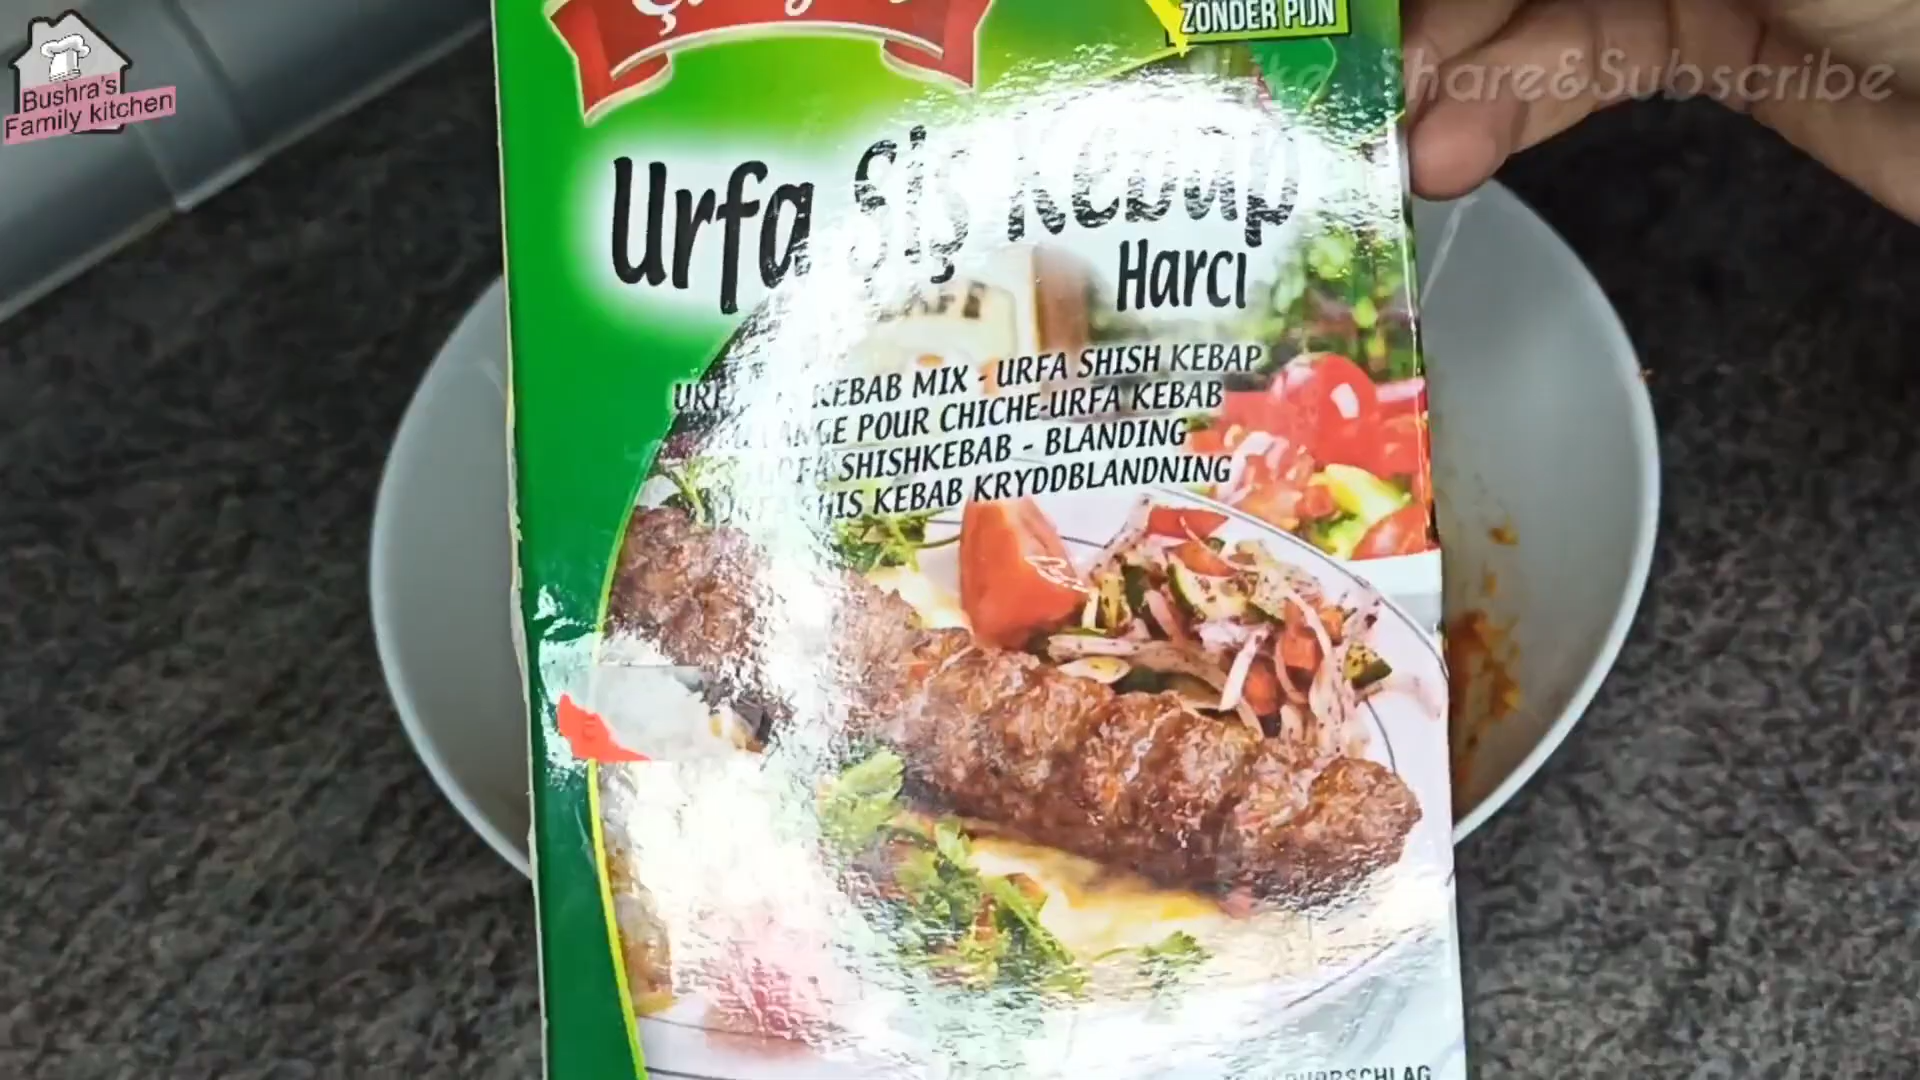 Bushra's
Family kitchen
ZONDER PIJN
Share&Subscribe
Urfa Şiş Kebap
Harcı
KEBAB MIX - URFA SHISH KEBAP
POUR CHICHE-URFA KEBAB
URFA SHISHKEBAB - BLANDING
KEBAB KRYDDBLANDNING